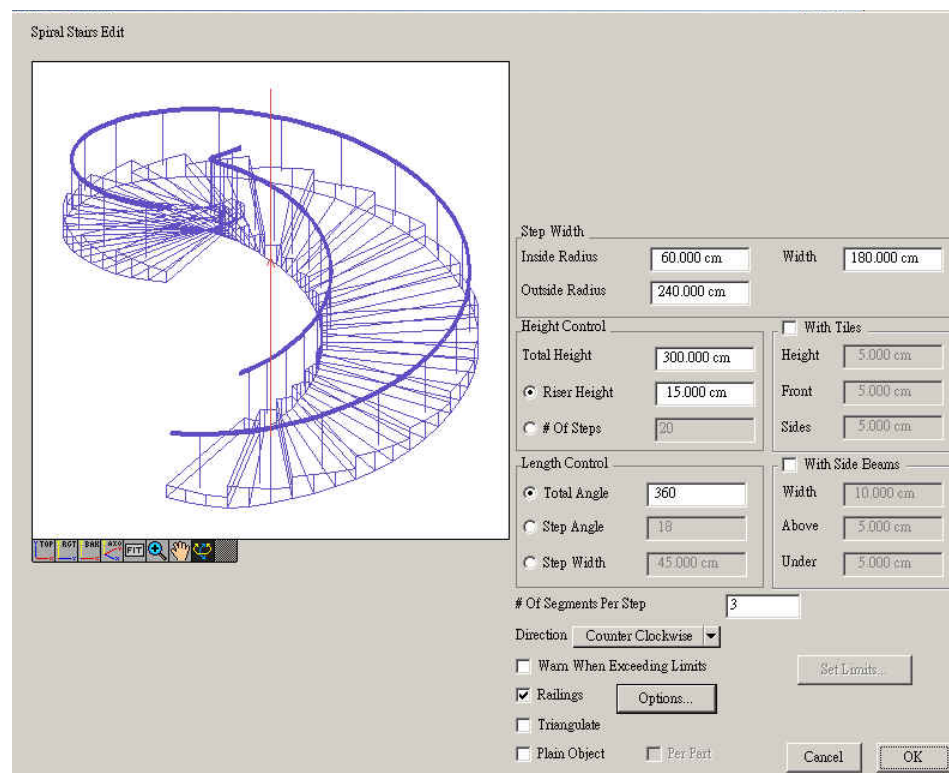 Spiral Stairs Edit
Step Width
Inside Radius 60.000 cm Width 180.000 cm
Outside Radius 240.000 cm
Height Control With Tiles
Total Height 300.000 cm Height 5.000 cm
Riser Height 15.000 cm Front 5.000 cm
# Of Steps 20 Sides 5.000 cm
Length Control With Side Beams
Total Angle 360 Width 10.000 cm
Step Angle 18 Above 5.000 cm
Step Width 45.000 cm Under 5.000 cm
TOP RGT BAK AXO FIT
# Of Segments Per Step 3
Direction Counter Clockwise
Warn When Exceeding Limits Set Limits...
Railings Options...
Triangulate
Plain Object Per Part Cancel OK